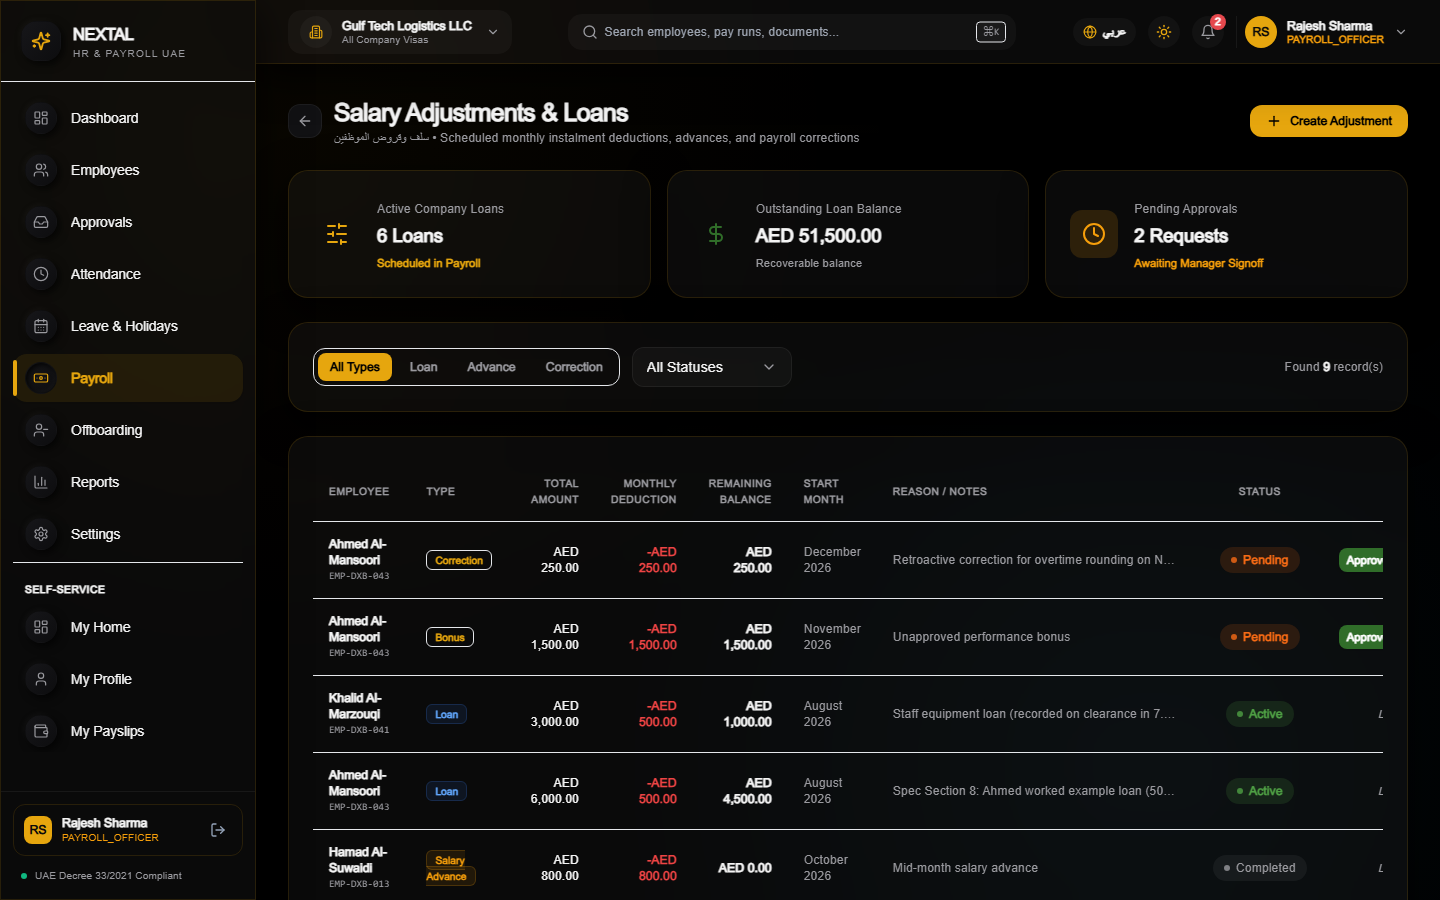 NEXTAL
HR & PAYROLL UAE
Dashboard
Employees
Approvals
Attendance
Leave & Holidays
Payroll
Offboarding
Reports
Settings
SELF-SERVICE
My Home
My Profile
My Payslips
RS
Rajesh Sharma
PAYROLL_OFFICER
UAE Decree 33/2021 Compliant
Gulf Tech Logistics LLC
All Company Visas
Search employees, pay runs, documents...
⌘K
عربي
2
RS
Rajesh Sharma
PAYROLL_OFFICER
Salary Adjustments & Loans
سلف وقروض الموظفين • Scheduled monthly instalment deductions, advances, and payroll corrections
Create Adjustment
Active Company Loans
6 Loans
Scheduled in Payroll
Outstanding Loan Balance
AED 51,500.00
Recoverable balance
Pending Approvals
2 Requests
Awaiting Manager Signoff
All Types Loan Advance Correction
All Statuses
Found 9 record(s)
EMPLOYEE TYPE TOTAL AMOUNT MONTHLY DEDUCTION REMAINING BALANCE START MONTH REASON / NOTES STATUS
Ahmed Al-Mansoori EMP-DXB-043 Correction AED 250.00 -AED 250.00 AED 250.00 December 2026 Retroactive correction for overtime rounding on N... Pending Approv
Ahmed Al-Mansoori EMP-DXB-043 Bonus AED 1,500.00 -AED 1,500.00 AED 1,500.00 November 2026 Unapproved performance bonus Pending Approv
Khalid Al-Marzouqi EMP-DXB-041 Loan AED 3,000.00 -AED 500.00 AED 1,000.00 August 2026 Staff equipment loan (recorded on clearance in 7.... Active L
Ahmed Al-Mansoori EMP-DXB-043 Loan AED 6,000.00 -AED 500.00 AED 4,500.00 August 2026 Spec Section 8: Ahmed worked example loan (50... Active L
Hamad Al-Suwaidi EMP-DXB-013 Salary Advance AED 800.00 -AED 800.00 AED 0.00 October 2026 Mid-month salary advance Completed L